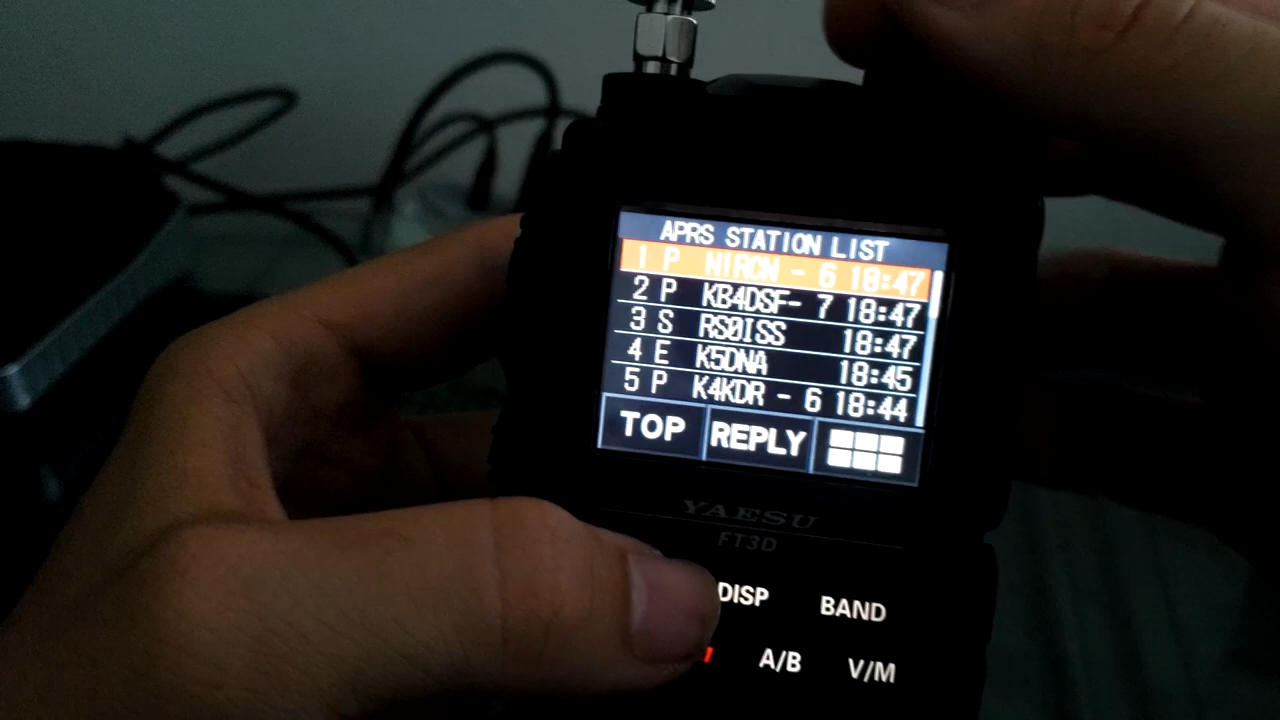 APRS STATION LIST
1 P N1RCN - 6 18:47
2 P KB4DSF- 7 18:47
3 S RS0ISS 18:47
4 E K5DNA 18:45
5 P K4KDR - 6 18:44
TOP REPLY
YAESU
FT3D
DISP BAND
A/B V/M